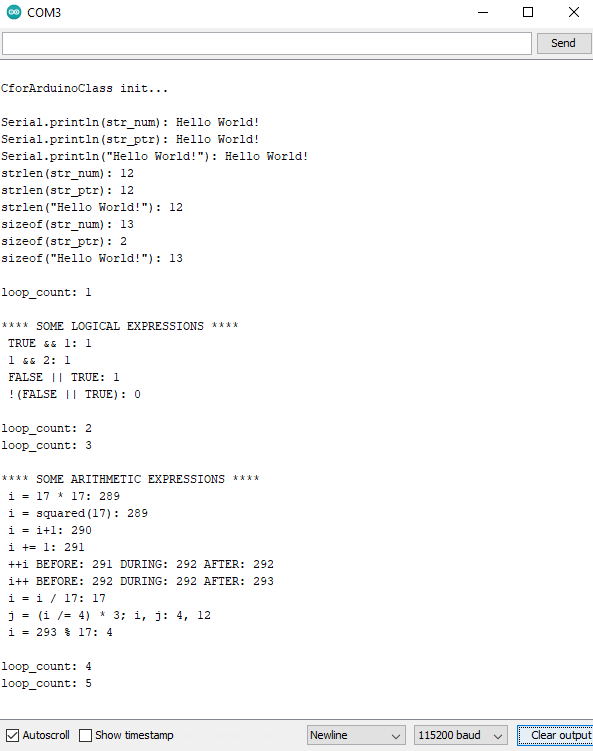 COM3
Send
CforArduinoClass init...
Serial.println(str_num): Hello World!
Serial.println(str_ptr): Hello World!
Serial.println("Hello World!"): Hello World!
strlen(str_num): 12
strlen(str_ptr): 12
strlen("Hello World!"): 12
sizeof(str_num): 13
sizeof(str_ptr): 2
sizeof("Hello World!"): 13
loop_count: 1
**** SOME LOGICAL EXPRESSIONS ****
TRUE && 1: 1
1 && 2: 1
FALSE || TRUE: 1
!(FALSE || TRUE): 0
loop_count: 2
loop_count: 3
**** SOME ARITHMETIC EXPRESSIONS ****
i = 17 * 17: 289
i = squared(17): 289
i = i+1: 290
i += 1: 291
++i BEFORE: 291 DURING: 292 AFTER: 292
i++ BEFORE: 292 DURING: 292 AFTER: 293
i = i / 17: 17
j = (i /= 4) * 3; i, j: 4, 12
i = 293 % 17: 4
loop_count: 4
loop_count: 5
Autoscroll Show timestamp Newline 115200 baud Clear output